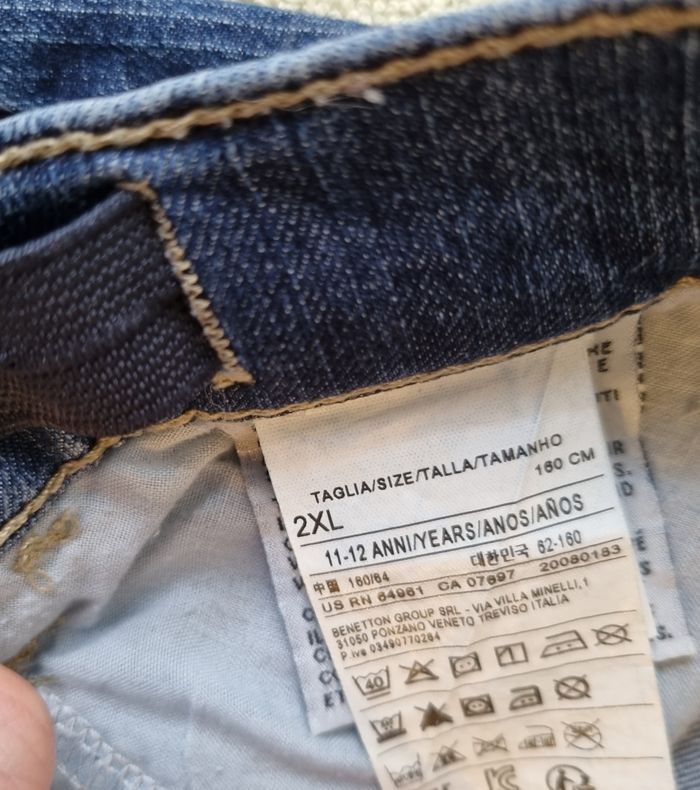 TAGLIA/SIZE/TALLA/TAMANHO
2XL 160 CM
11-12 ANNI/YEARS/ANOS/AÑOS
中国 160/64 대한민국 62-160
US RN 64961 CA 07697 20080183
BENETTON GROUP SRL - VIA VILLA MINELLI,1
31050 PONZANO VENETO TREVISO ITALIA
P.iva 03490770264
40